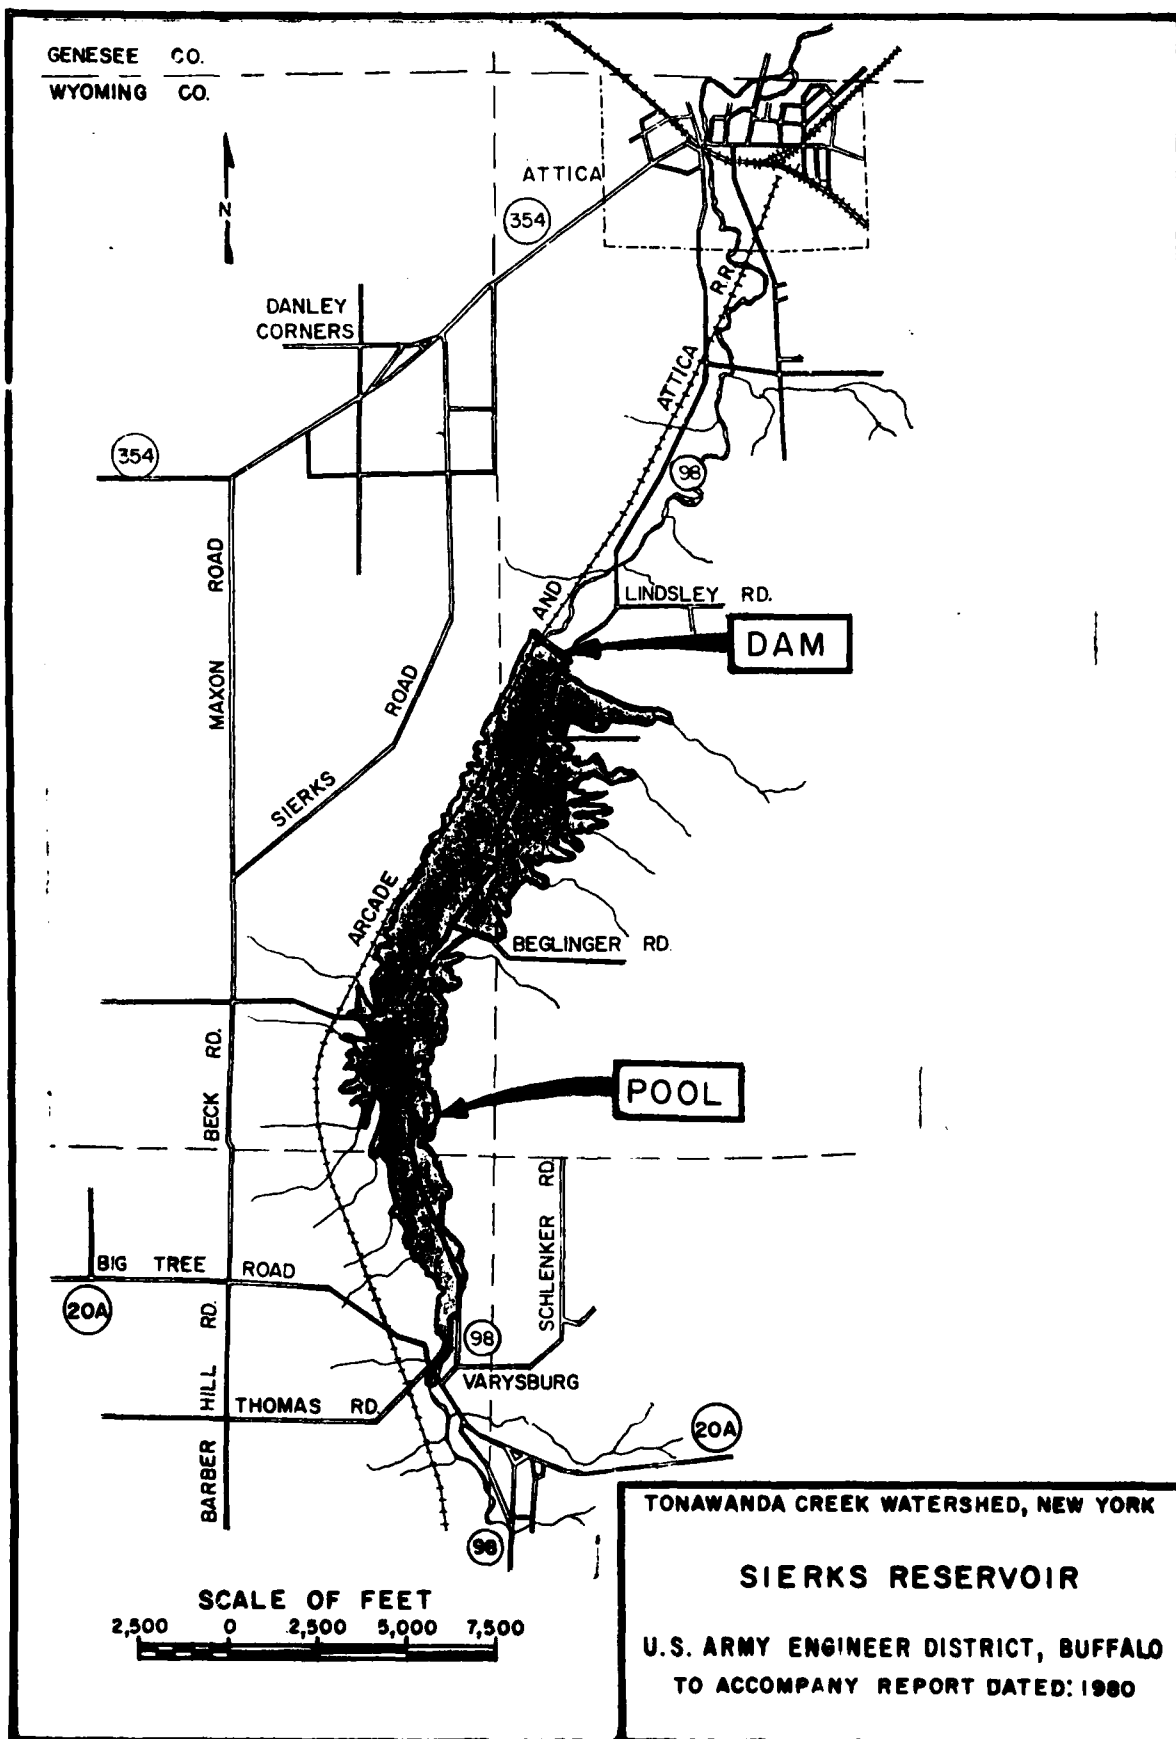 GENESEE CO.
WYOMING CO.
N
ATTICA
354
DANLEY
CORNERS
354
ARCADE AND ATTICA R.R.
98
LINDSLEY RD.
DAM
MAXON ROAD
SIERKS ROAD
BEGLINGER RD.
BECK RD.
POOL
SCHLENKER RD.
BIG TREE ROAD
20A
98
VARYSBURG
BARBER HILL RD.
THOMAS RD.
20A
98
SCALE OF FEET
2,500 0 2,500 5,000 7,500
TONAWANDA CREEK WATERSHED, NEW YORK
SIERKS RESERVOIR
U.S. ARMY ENGINEER DISTRICT, BUFFALO
TO ACCOMPANY REPORT DATED: 1980